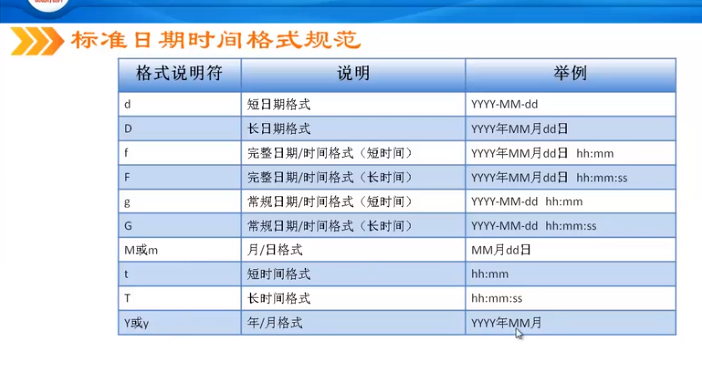 标准日期时间格式规范
格式说明符 说明 举例
d 短日期格式 YYYY-MM-dd
D 长日期格式 YYYY年MM月dd日
f 完整日期/时间格式（短时间） YYYY年MM月dd日 hh:mm
F 完整日期/时间格式（长时间） YYYY年MM月dd日 hh:mm:ss
g 常规日期/时间格式（短时间） YYYY-MM-dd hh:mm
G 常规日期/时间格式（长时间） YYYY-MM-dd hh:mm:ss
M或m 月/日格式 MM月dd日
t 短时间格式 hh:mm
T 长时间格式 hh:mm:ss
Y或y 年/月格式 YYYY年MM月